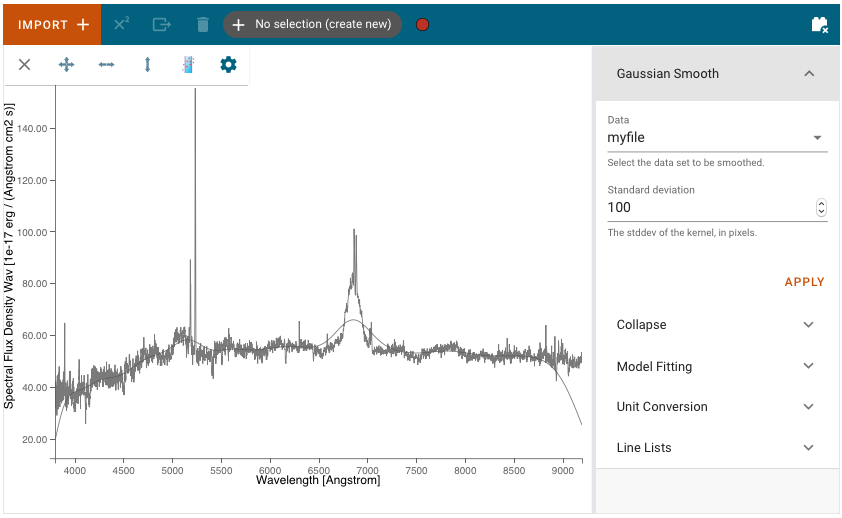 IMPORT
X²
No selection (create new)
Spectral Flux Density Wav [1e-17 erg / (Angstrom cm2 s)]
140.00
120.00
100.00
80.00
60.00
40.00
20.00
4000 4500 5000 5500 6000 6500 7000 7500 8000 8500 9000
Wavelength [Angstrom]
Gaussian Smooth
Data
myfile
Select the data set to be smoothed.
Standard deviation
100
The stddev of the kernel, in pixels.
APPLY
Collapse
Model Fitting
Unit Conversion
Line Lists